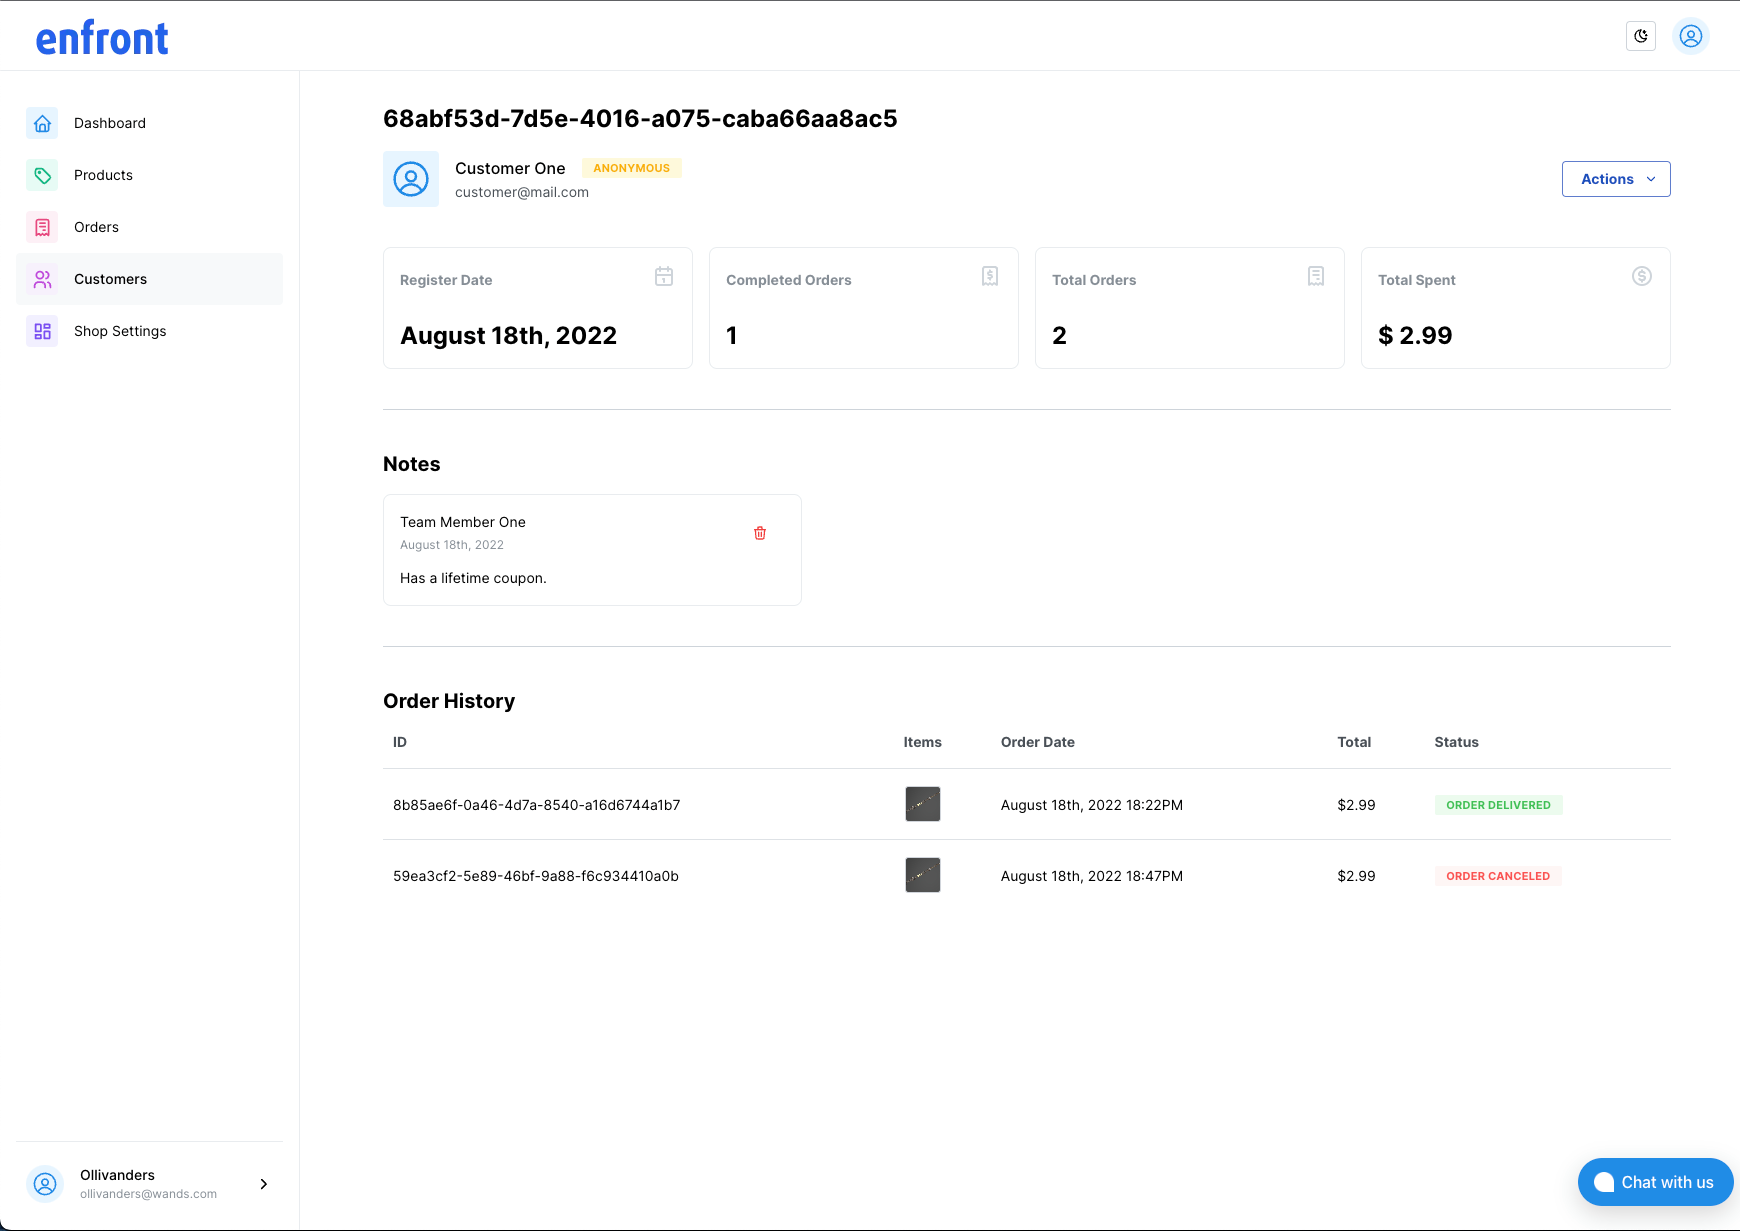 enfront
Dashboard
Products
Orders
Customers
Shop Settings
68abf53d-7d5e-4016-a075-caba66aa8ac5
Customer One ANONYMOUS
customer@mail.com
Actions
Register Date
August 18th, 2022
Completed Orders
1
Total Orders
2
Total Spent
$ 2.99
Notes
Team Member One
August 18th, 2022
Has a lifetime coupon.
Order History
ID Items Order Date Total Status
8b85ae6f-0a46-4d7a-8540-a16d6744a1b7 August 18th, 2022 18:22PM $2.99 ORDER DELIVERED
59ea3cf2-5e89-46bf-9a88-f6c934410a0b August 18th, 2022 18:47PM $2.99 ORDER CANCELED
Ollivanders
ollivanders@wands.com
Chat with us